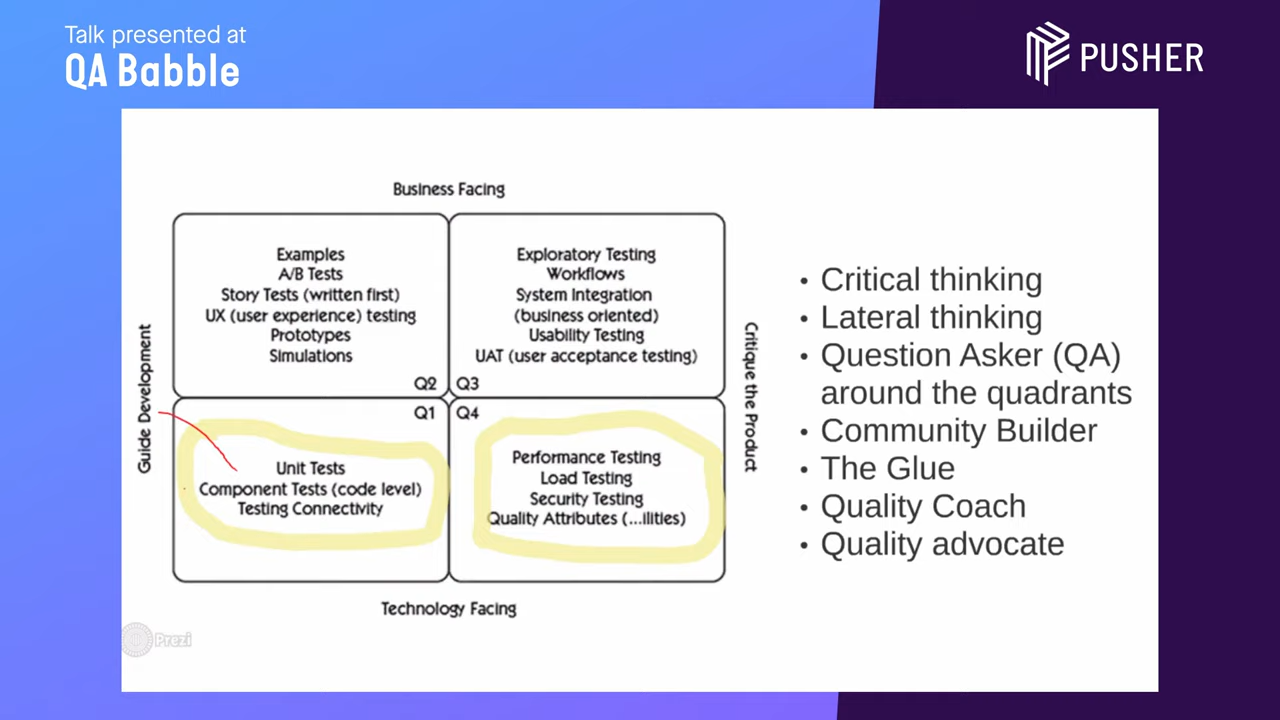 Talk presented at
QA Babble
PUSHER
Business Facing
Examples
A/B Tests
Story Tests (written first)
UX (user experience) testing
Prototypes
Simulations
Q2
Exploratory Testing
Workflows
System Integration
(business oriented)
Usability Testing
UAT (user acceptance testing)
Q3
Guide Development
Critique the Product
Q1
Unit Tests
Component Tests (code level)
Testing Connectivity
Q4
Performance Testing
Load Testing
Security Testing
Quality Attributes (...ilities)
Technology Facing
Prezi
• Critical thinking
• Lateral thinking
• Question Asker (QA)
around the quadrants
• Community Builder
• The Glue
• Quality Coach
• Quality advocate